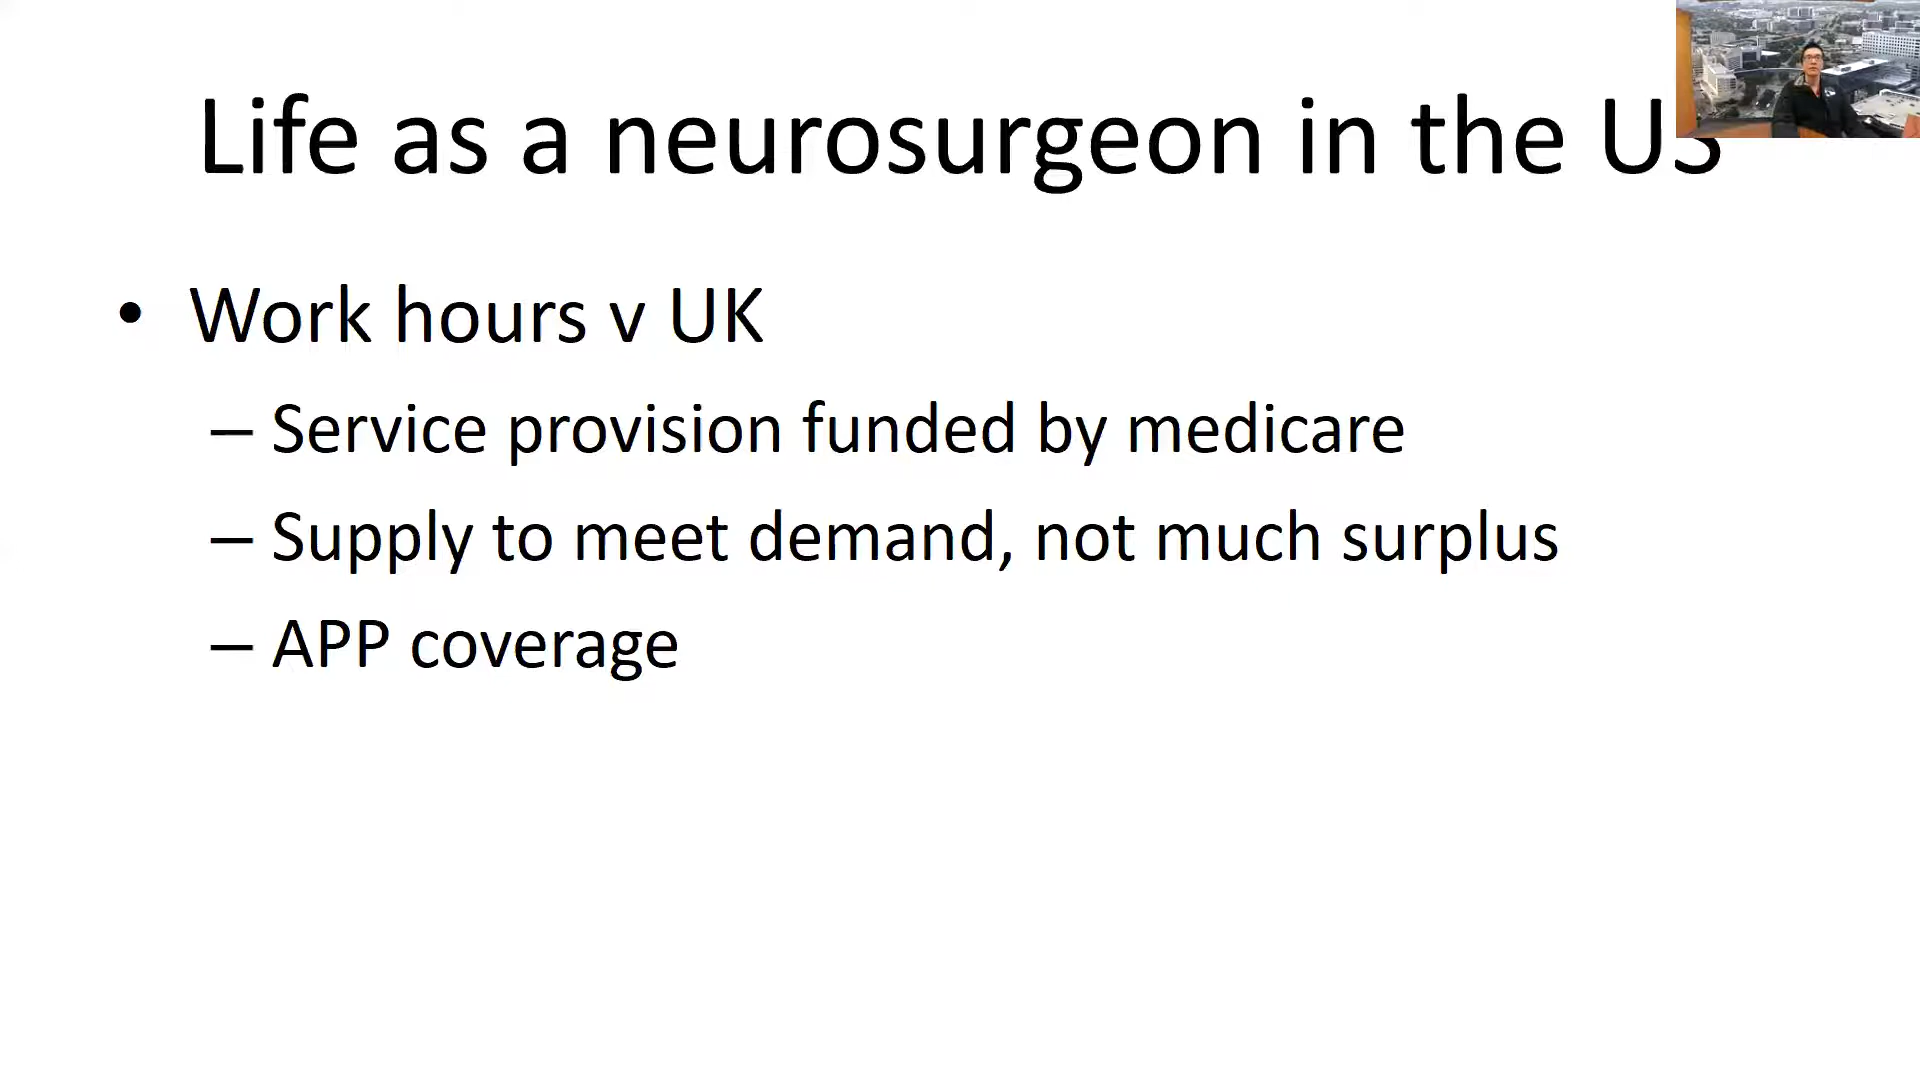 Life as a neurosurgeon in the US
• Work hours v UK
– Service provision funded by medicare
– Supply to meet demand, not much surplus
– APP coverage